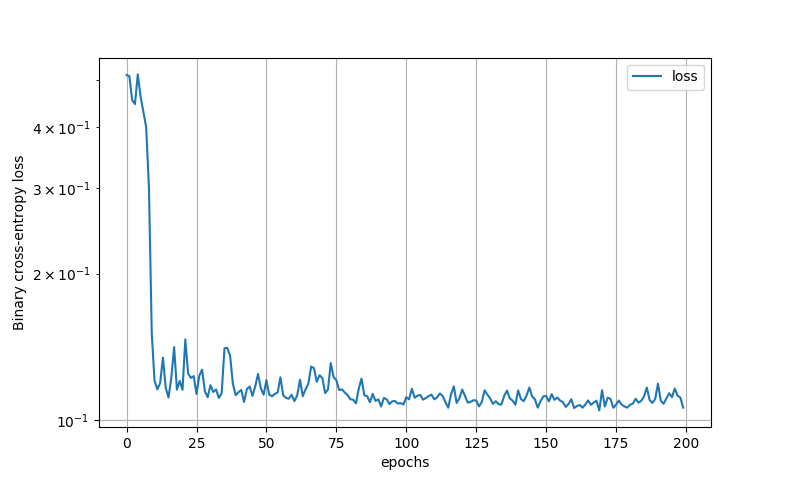 loss
4 × 10⁻¹
3 × 10⁻¹
2 × 10⁻¹
10⁻¹
Binary cross-entropy loss
0 25 50 75 100 125 150 175 200
epochs